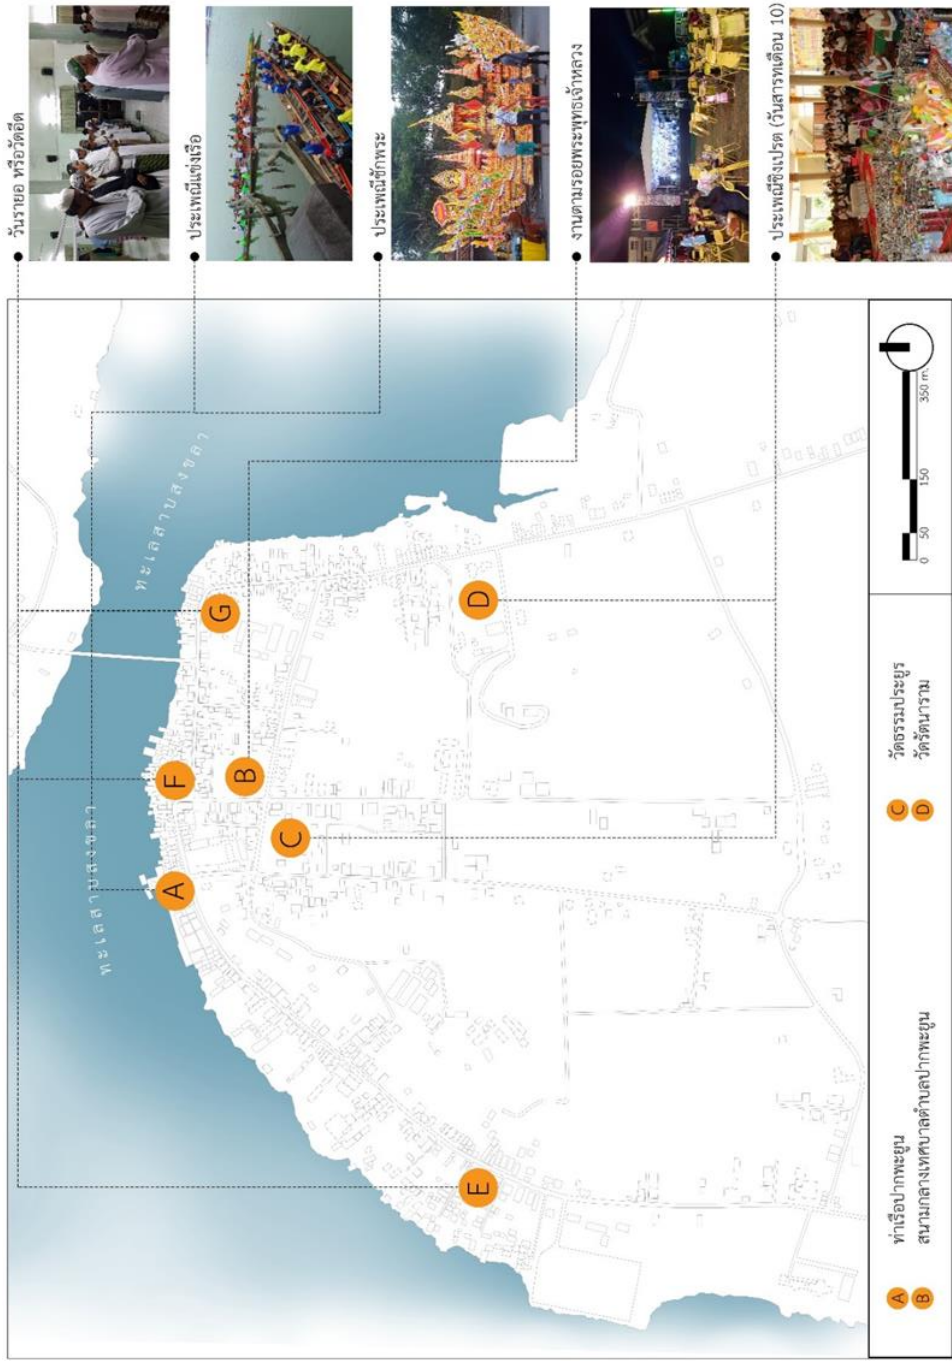 วันรายอ หรือวัดอีด
ประเพณีแข่งเรือ
ประเพณีชักพระ
งานตามรอยพระพุทธเจ้าหลวง
ประเพณีชิงเปรต (วันสารทเดือน 10)
ทะเลสาบสงขลา
ทะเลสาบสงขลา
A
F
B
G
C
D
E
A ท่าเรือปากพะยูน
B สนามกลางเทศบาลตำบลปากพะยูน
C วัดธรรมประยูร
D วัดรัตนาราม
0 50 150 350 m.